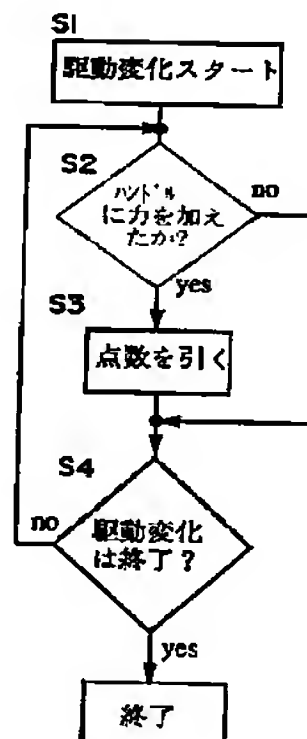 S1
駆動変化スタート
S2
ハンドル
に力を加え
たか?
no
yes
S3
点数を引く
S4
no
駆動変化
は終了?
yes
終了